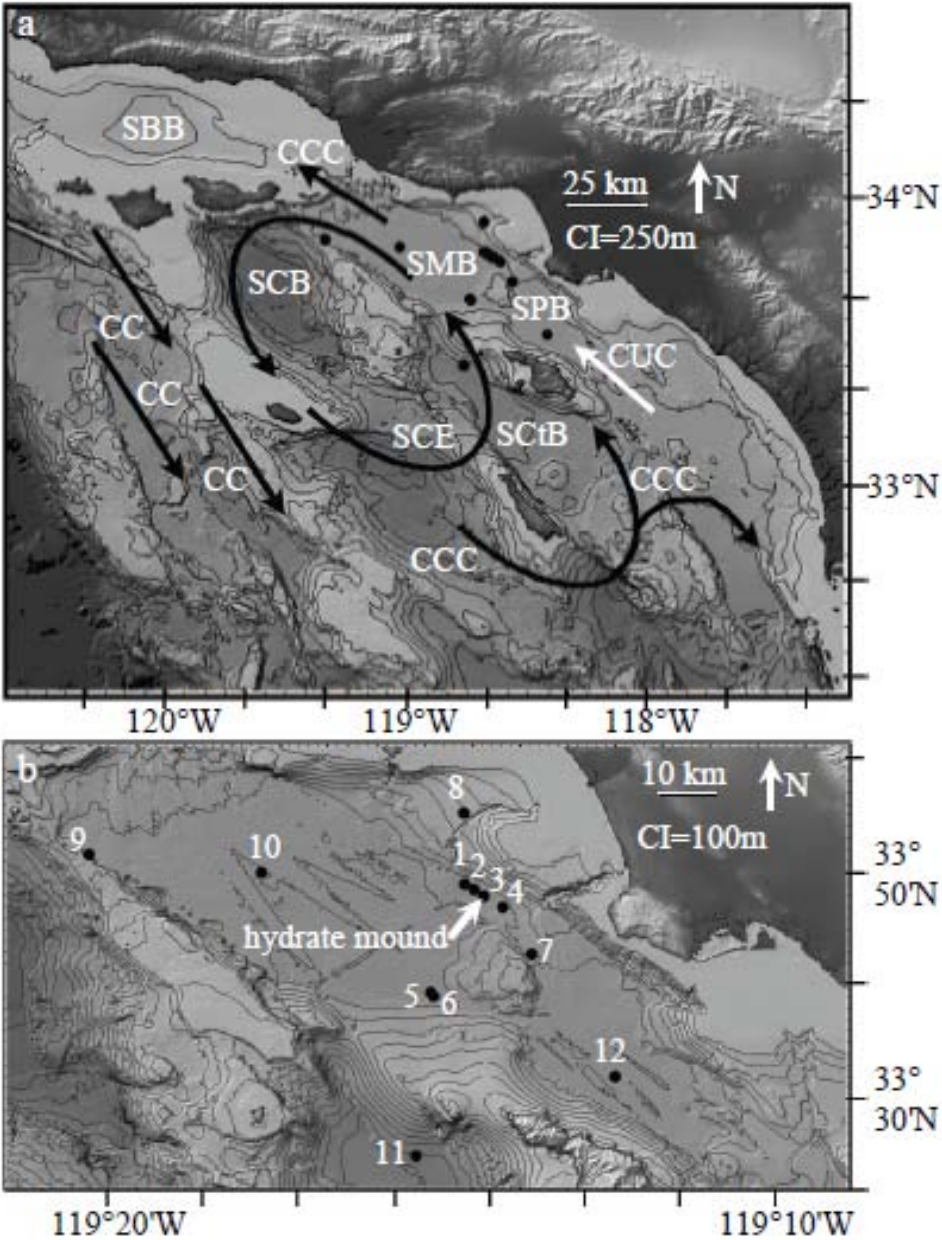 a
SBB
CCC
25 km
N
34°N
CI=250m
SCB
SMB
SPB
CC
CUC
CC
SCE
SCtB
CC
CCC
33°N
CCC
120°W
119°W
118°W
b
10 km
N
8
CI=100m
9
10
1
2
3
4
33°
50'N
hydrate mound
7
5
6
12
33°
30'N
11
119°20'W
119°10'W